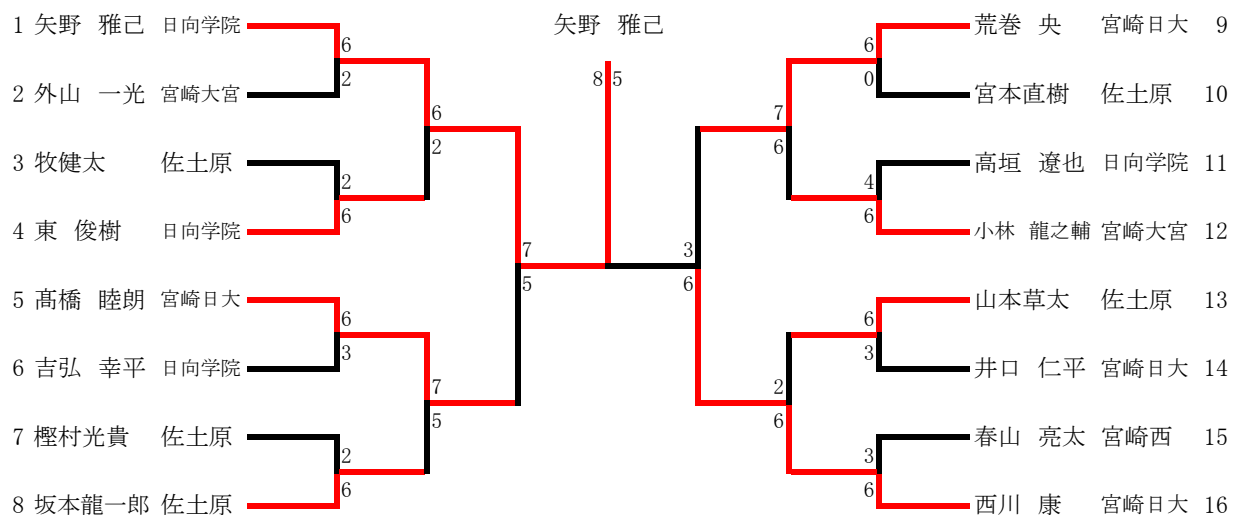 1 矢野 雅己 日向学院
2 外山 一光 宮崎大宮
3 牧健太 佐土原
4 東 俊樹 日向学院
5 髙橋 睦朗 宮崎日大
6 吉弘 幸平 日向学院
7 樫村光貴 佐土原
8 坂本龍一郎 佐土原
6
2
2
6
6
3
2
6
6
2
7
5
7
5
矢野 雅己
8 5
3
6
7
6
2
6
6
0
4
6
6
3
3
6
荒巻 央 宮崎日大 9
宮本直樹 佐土原 10
高垣 遼也 日向学院 11
小林 龍之輔 宮崎大宮 12
山本草太 佐土原 13
井口 仁平 宮崎日大 14
春山 亮太 宮崎西 15
西川 康 宮崎日大 16